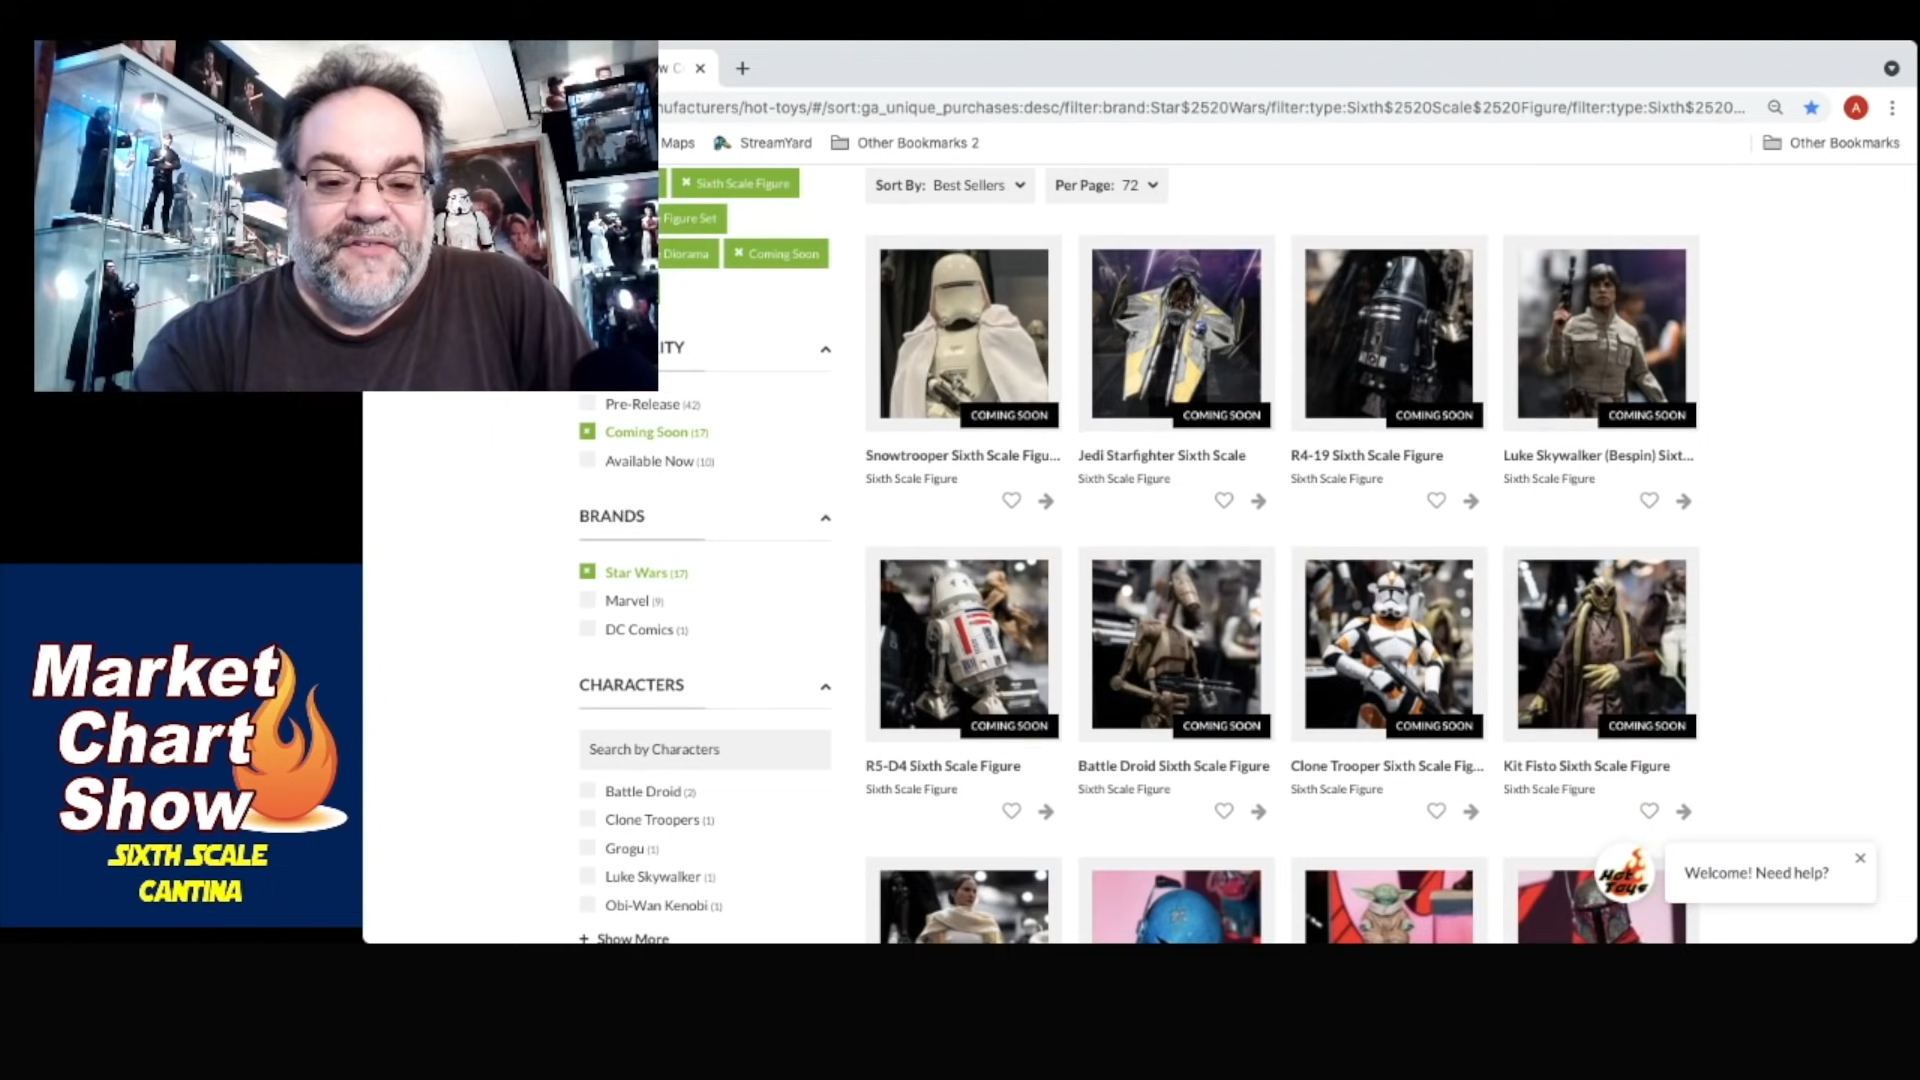 w C
nufacturers/hot-toys/#/sort:ga_unique_purchases:desc/filter:brand:Star$2520Wars/filter:type:Sixth$2520Scale$2520Figure/filter:type:Sixth$2520...
A
Maps
StreamYard
Other Bookmarks 2
Other Bookmarks
Sixth Scale Figure
Figure Set
Diorama
Coming Soon
Sort By: Best Sellers
Per Page: 72
ITY
Pre-Release (42)
Coming Soon (17)
Available Now (10)
BRANDS
Star Wars (17)
Marvel (9)
DC Comics (1)
CHARACTERS
Search by Characters
Battle Droid (2)
Clone Troopers (1)
Grogu (1)
Luke Skywalker (1)
Obi-Wan Kenobi (1)
+ Show More
COMING SOON
COMING SOON
COMING SOON
COMING SOON
Snowtrooper Sixth Scale Figu...
Jedi Starfighter Sixth Scale
R4-19 Sixth Scale Figure
Luke Skywalker (Bespin) Sixt...
Sixth Scale Figure
Sixth Scale Figure
Sixth Scale Figure
Sixth Scale Figure
COMING SOON
COMING SOON
COMING SOON
COMING SOON
R5-D4 Sixth Scale Figure
Battle Droid Sixth Scale Figure
Clone Trooper Sixth Scale Fig...
Kit Fisto Sixth Scale Figure
Sixth Scale Figure
Sixth Scale Figure
Sixth Scale Figure
Sixth Scale Figure
Hot Toys
Welcome! Need help?
Market
Chart
Show
SIXTH SCALE
CANTINA